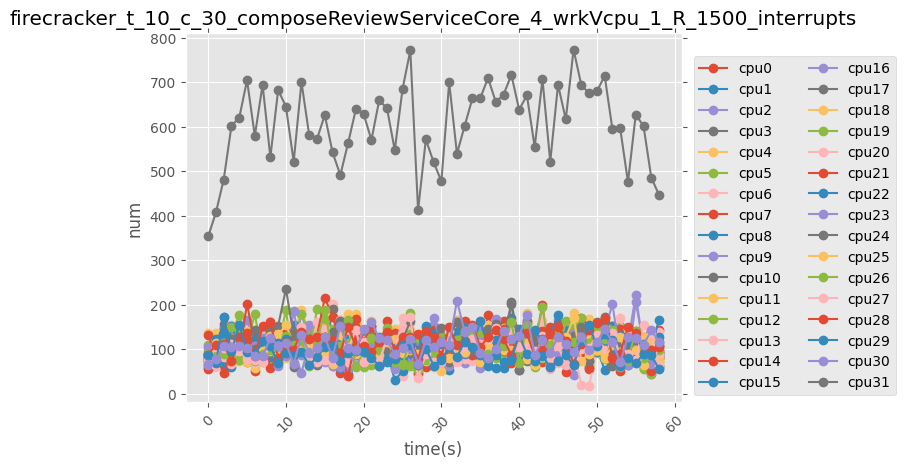 firecracker_t_10_c_30_composeReviewServiceCore_4_wrkVcpu_1_R_1500_interrupts
800
700
600
500
400
300
200
100
0
num
0 10 20 30 40 50 60
time(s)
cpu0 cpu16
cpu1 cpu17
cpu2 cpu18
cpu3 cpu19
cpu4 cpu20
cpu5 cpu21
cpu6 cpu22
cpu7 cpu23
cpu8 cpu24
cpu9 cpu25
cpu10 cpu26
cpu11 cpu27
cpu12 cpu28
cpu13 cpu29
cpu14 cpu30
cpu15 cpu31